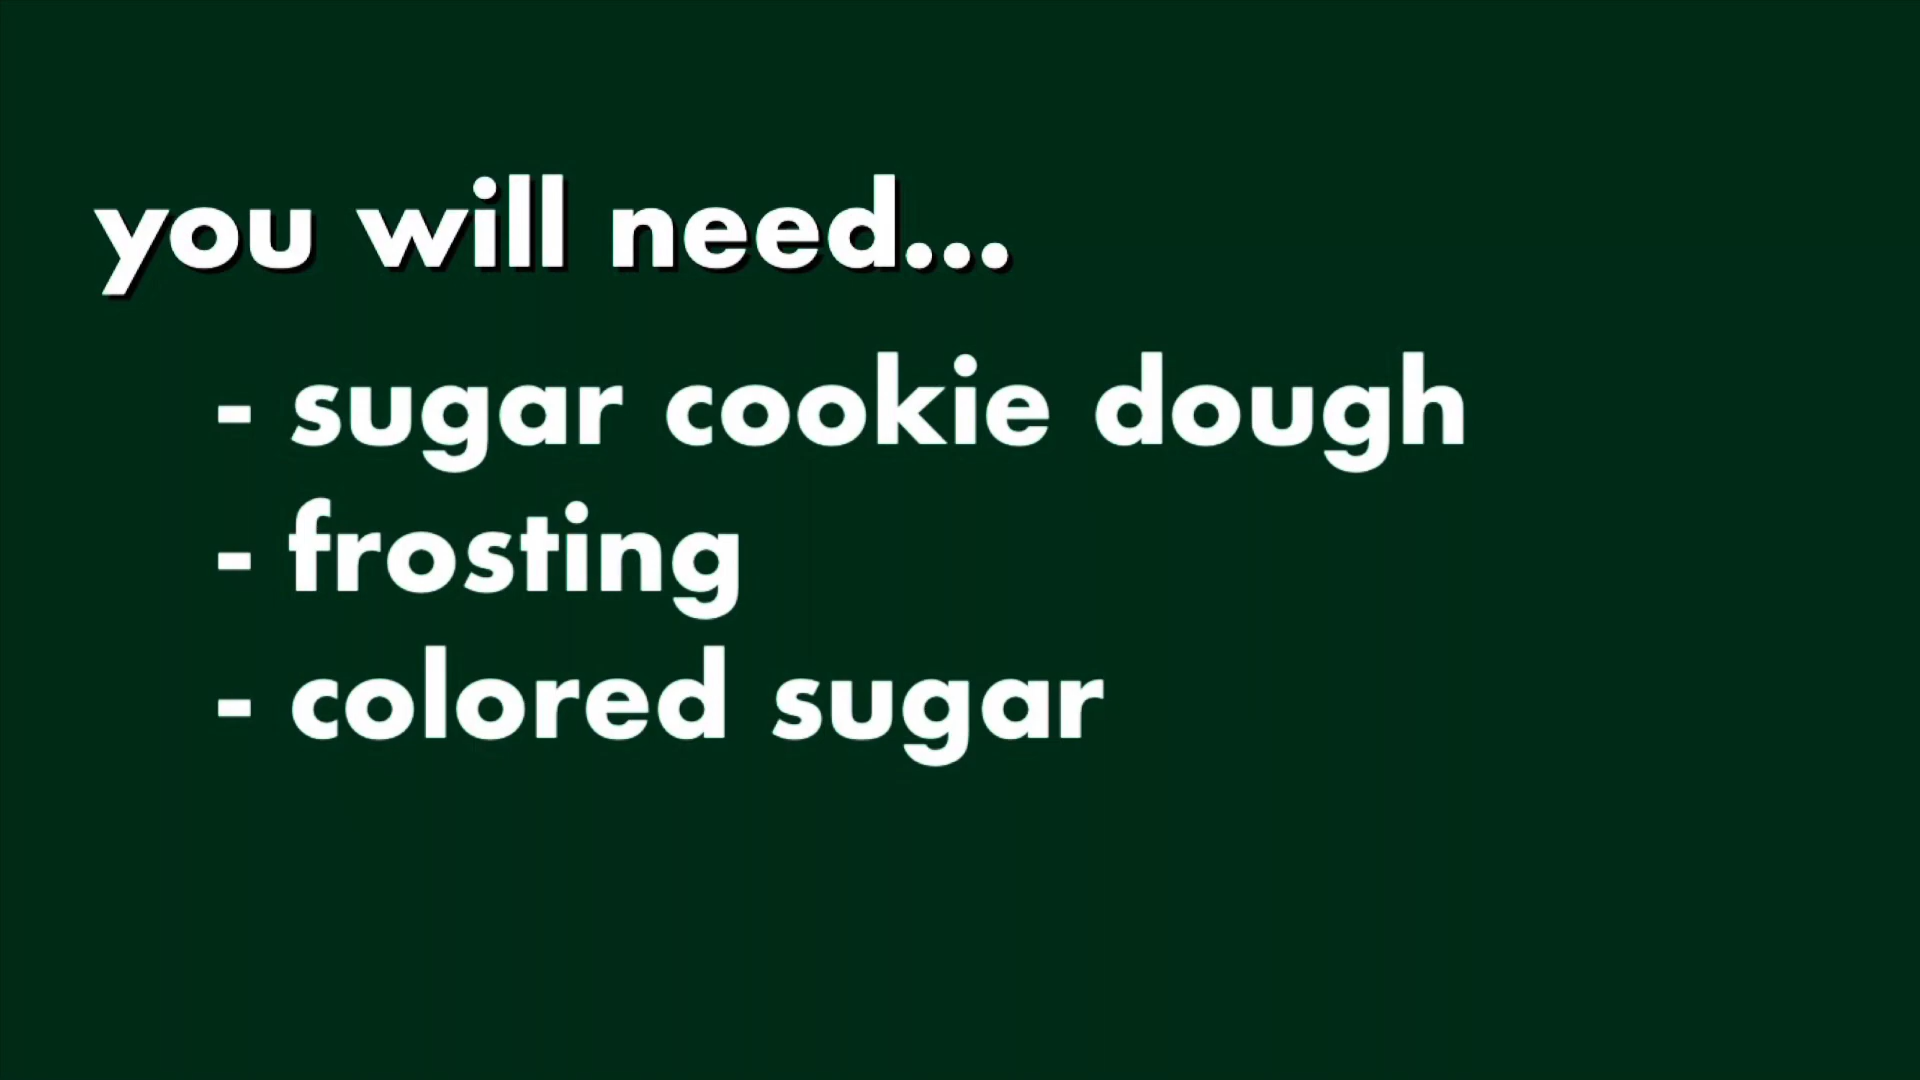 you will need...
- sugar cookie dough
- frosting
- colored sugar